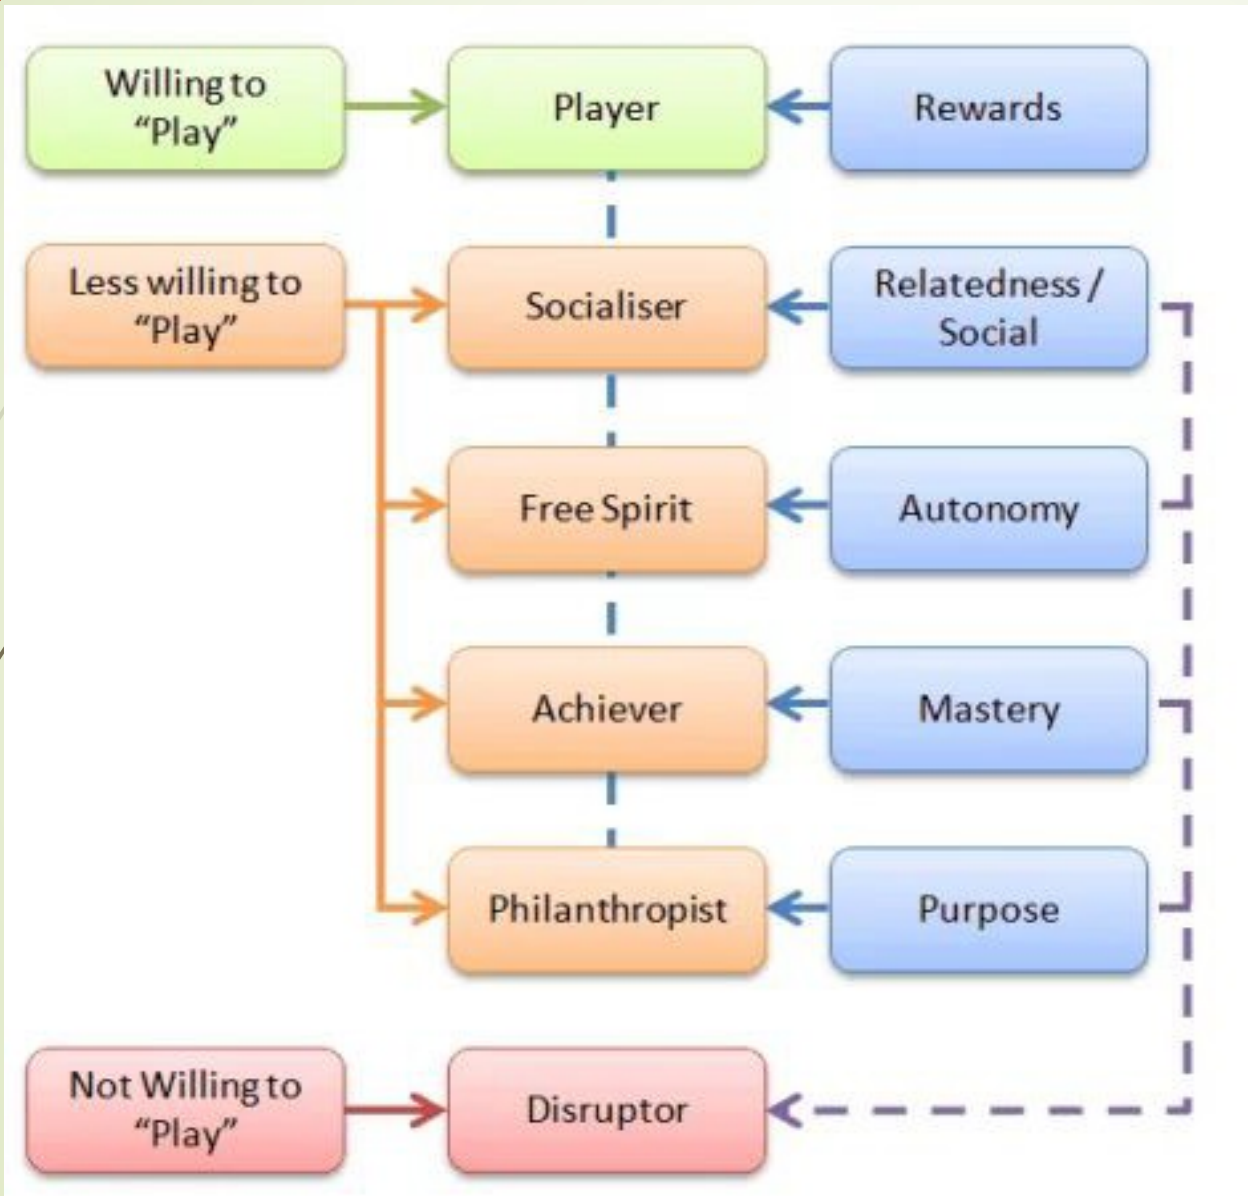 Willing to
“Play”
Player
Rewards
Less willing to
“Play”
Socialiser
Relatedness /
Social
Free Spirit
Autonomy
Achiever
Mastery
Philanthropist
Purpose
Not Willing to
“Play”
Disruptor